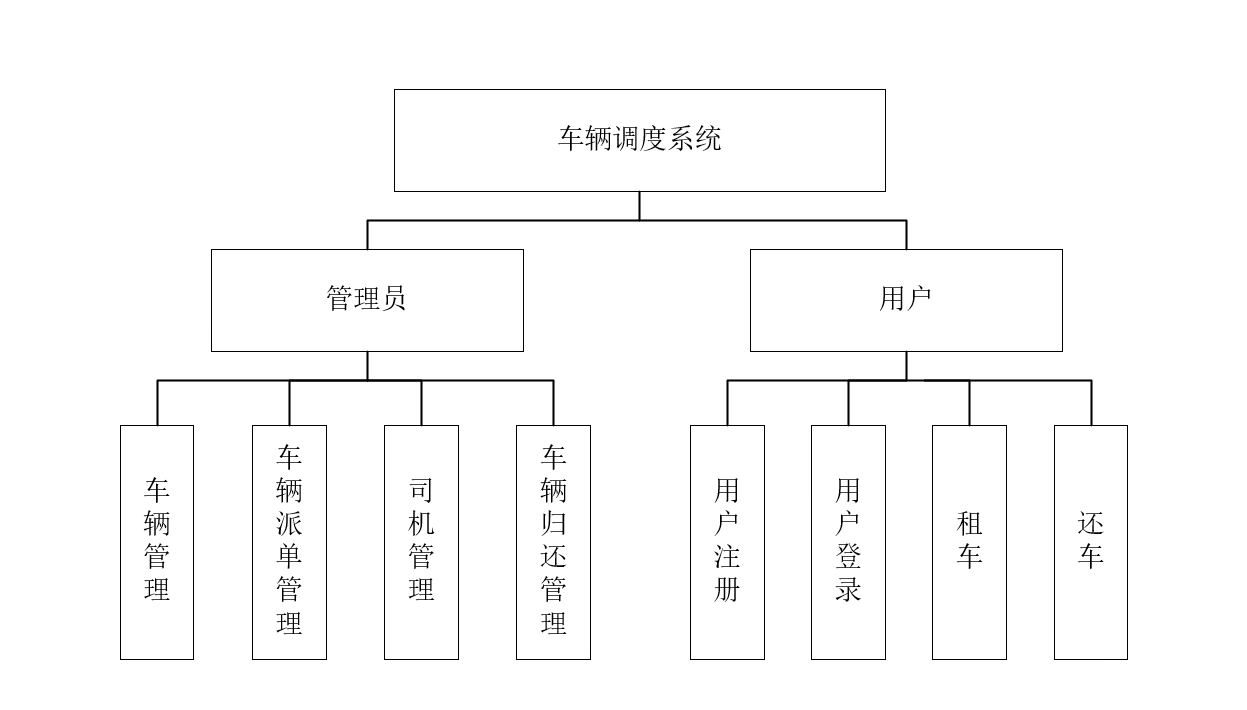 车辆调度系统
管理员
用户
车辆管理
车辆派单管理
司机管理
车辆归还管理
用户注册
用户登录
租车
还车